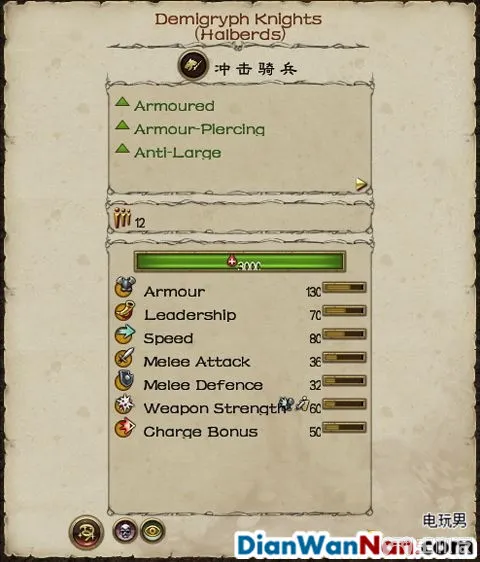 Demigryph Knights
(Halberds)
冲击骑兵
Armoured
Armour-Piercing
Anti-Large
12
3000
Armour 130
Leadership 70
Speed 80
Melee Attack 36
Melee Defence 32
Weapon Strength 60
Charge Bonus 50
电玩男
DianWanNan.com